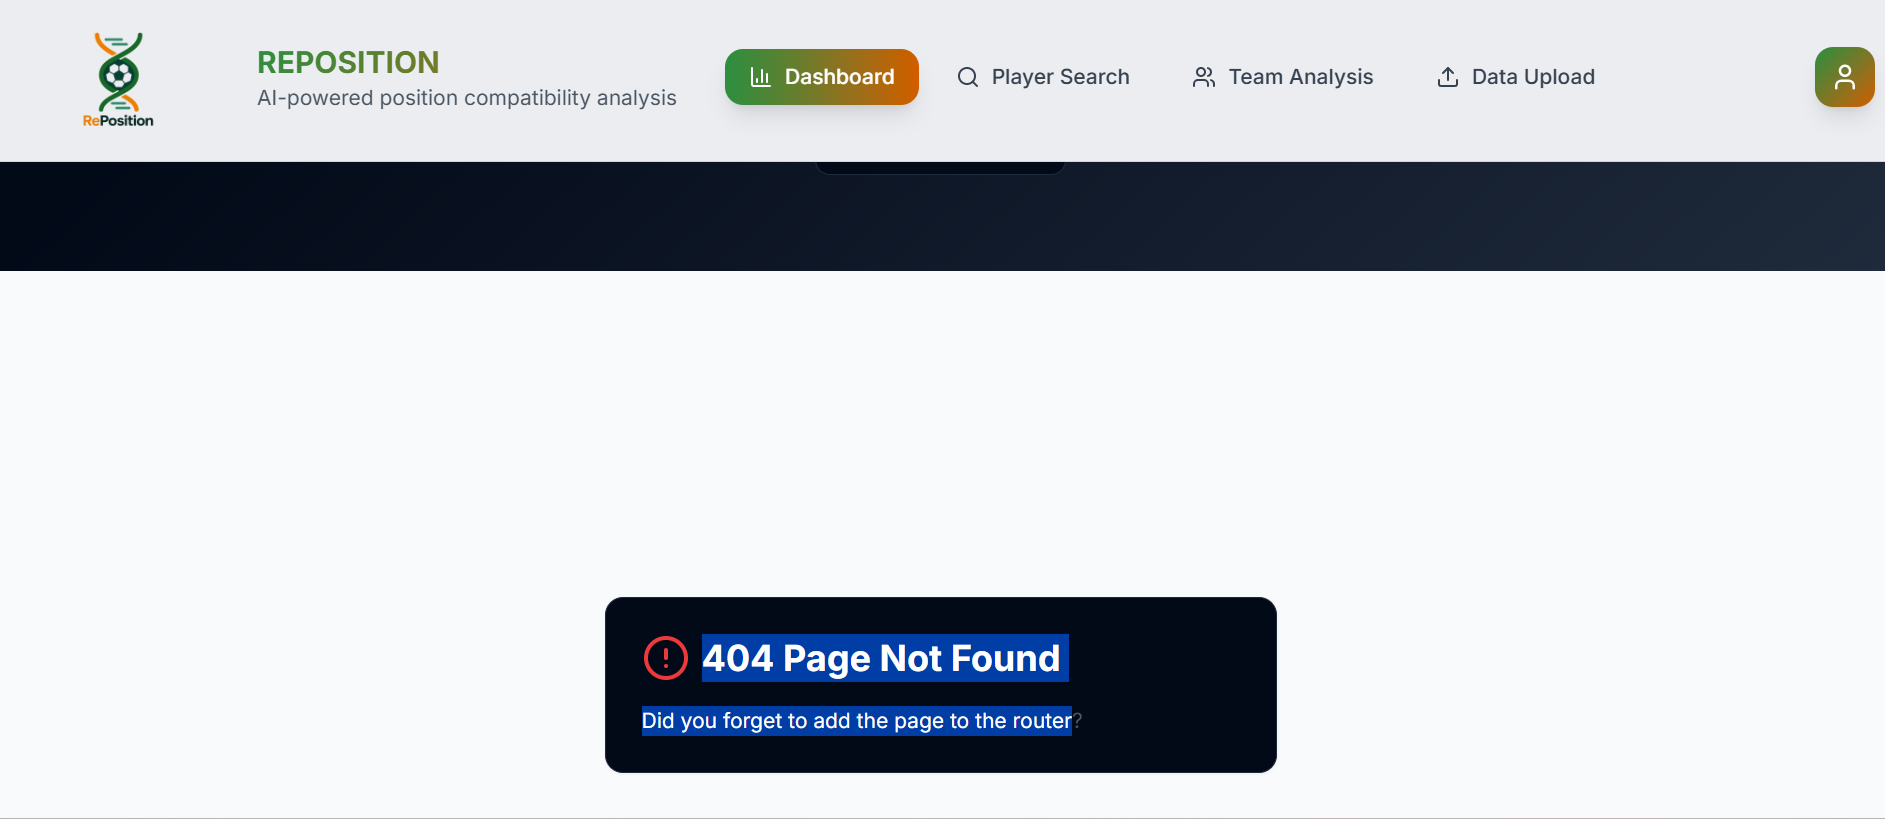 RePosition
REPOSITION
AI-powered position compatibility analysis
Dashboard
Player Search
Team Analysis
Data Upload
404 Page Not Found
Did you forget to add the page to the router?